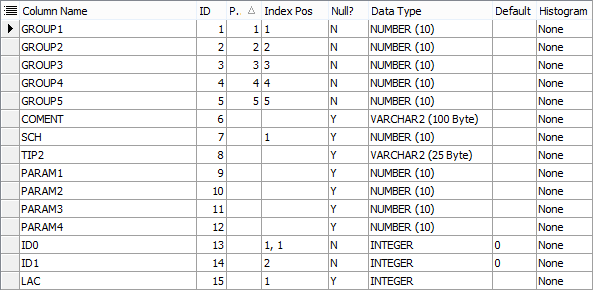 Column Name ID P.. Index Pos Null? Data Type Default Histogram
GROUP1 1 1 1 N NUMBER (10) None
GROUP2 2 2 2 N NUMBER (10) None
GROUP3 3 3 3 N NUMBER (10) None
GROUP4 4 4 4 N NUMBER (10) None
GROUP5 5 5 5 N NUMBER (10) None
COMENT 6 Y VARCHAR2 (100 Byte) None
SCH 7 1 Y NUMBER (10) None
TIP2 8 Y VARCHAR2 (25 Byte) None
PARAM1 9 Y NUMBER (10) None
PARAM2 10 Y NUMBER (10) None
PARAM3 11 Y NUMBER (10) None
PARAM4 12 Y NUMBER (10) None
ID0 13 1, 1 N INTEGER 0 None
ID1 14 2 N INTEGER 0 None
LAC 15 1 Y INTEGER None